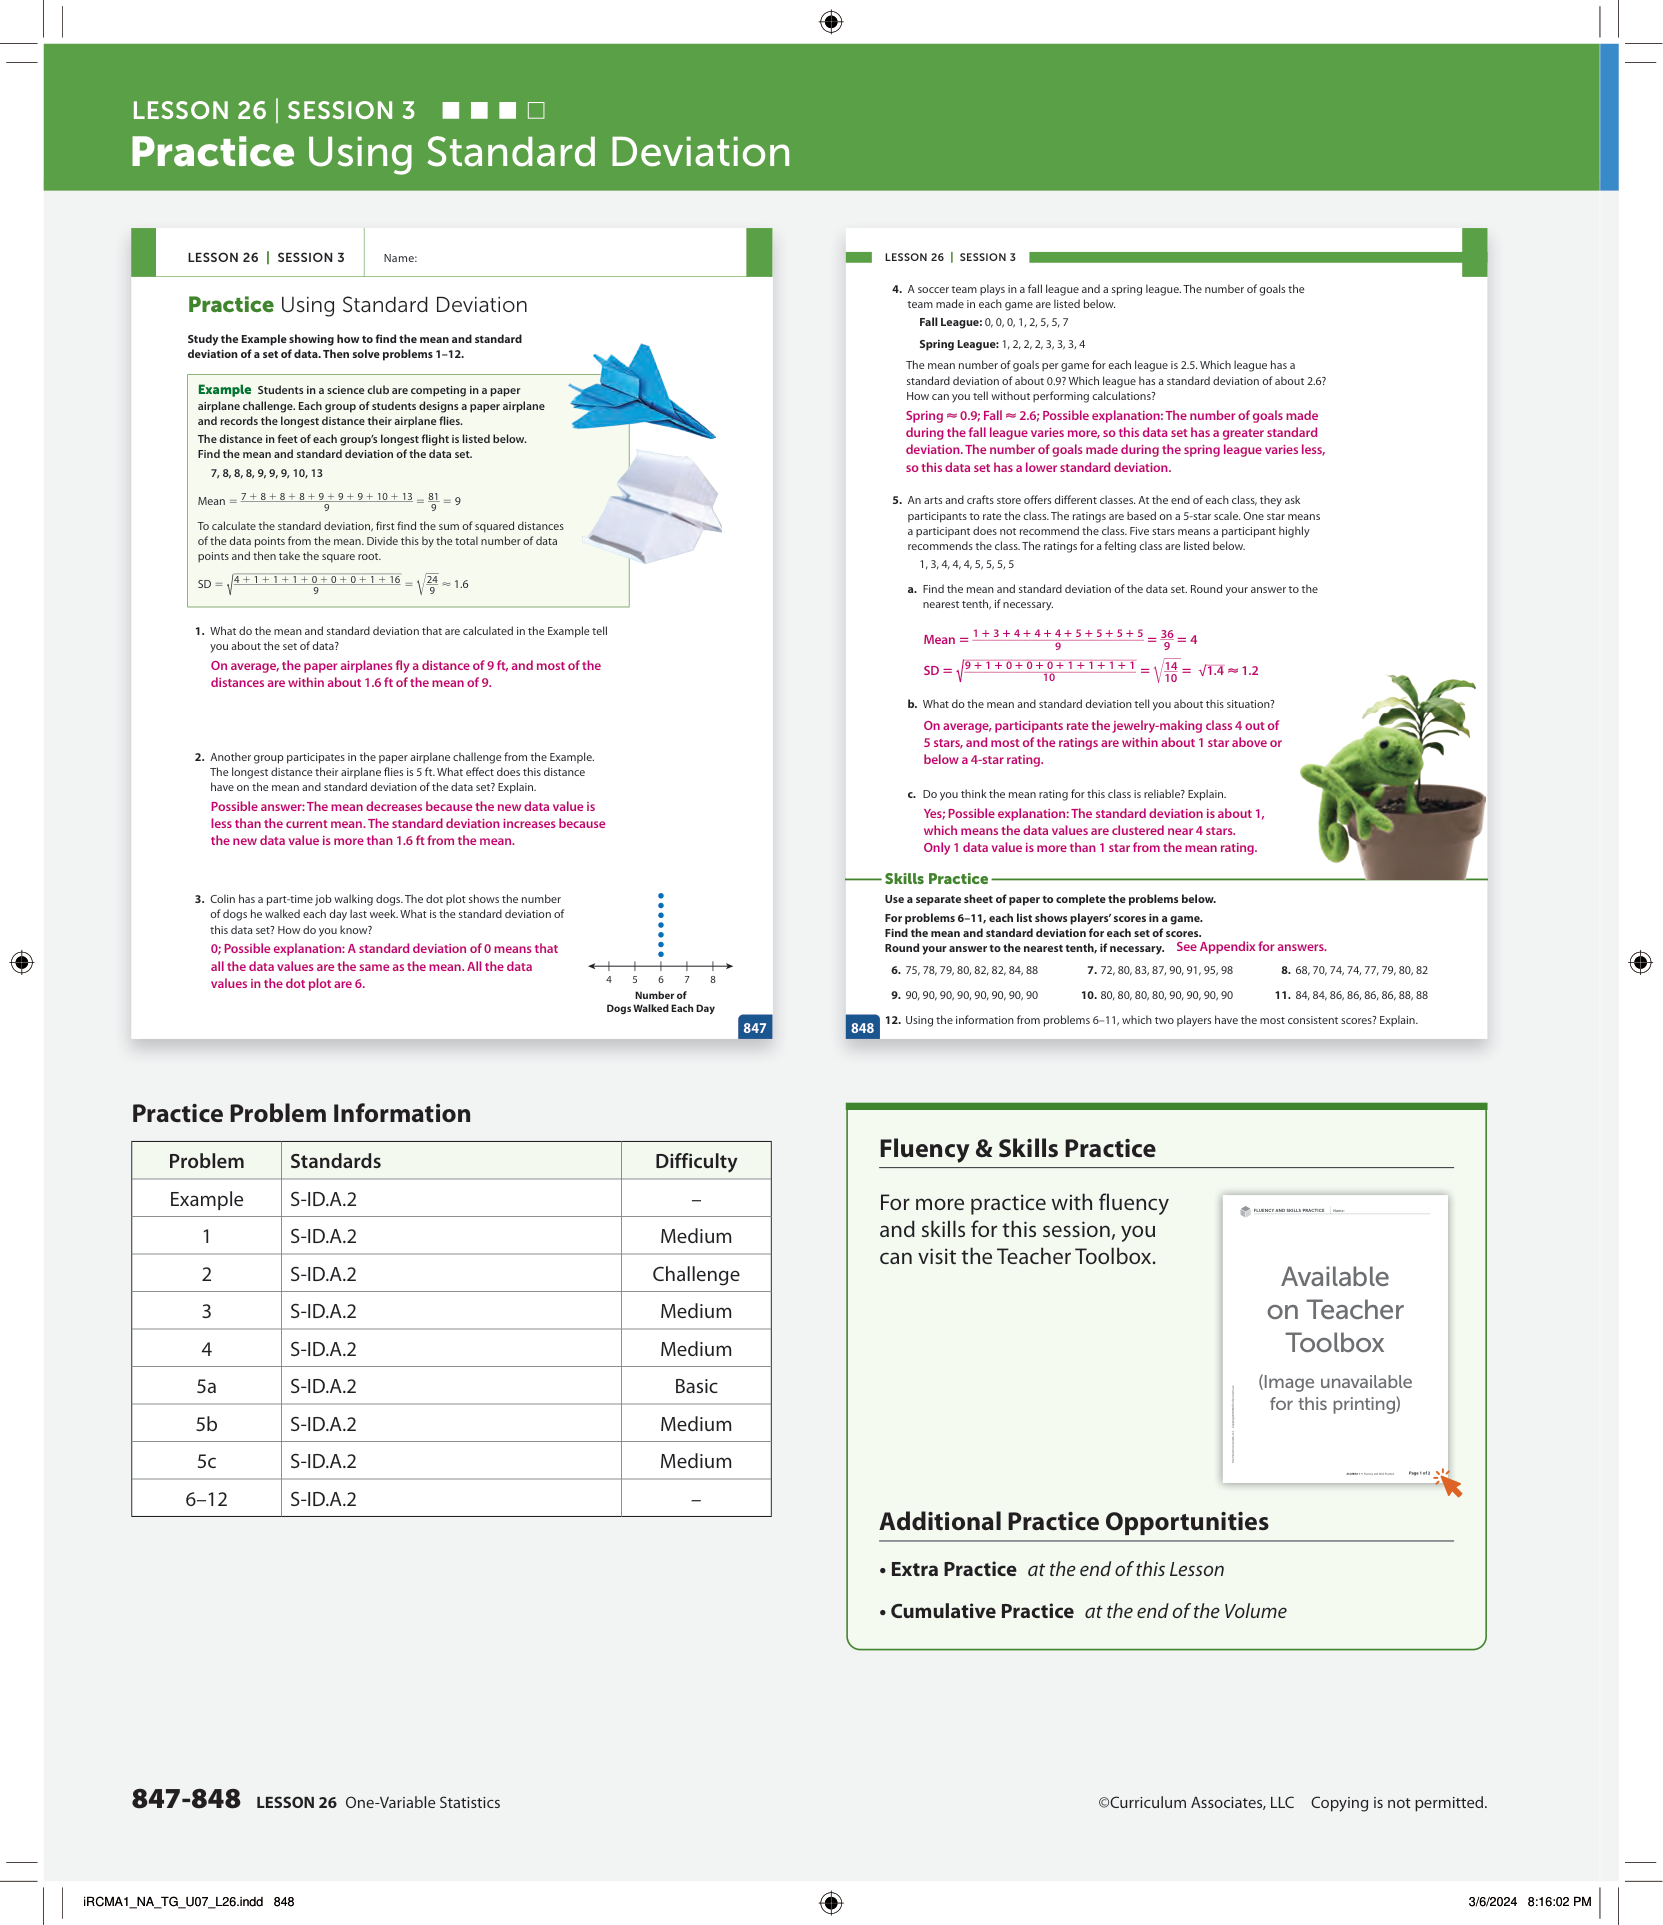 LESSON 26 | SESSION 3
Practice Using Standard Deviation
LESSON 26 | SESSION 3
Name:
Practice Using Standard Deviation
Study the Example showing how to find the mean and standard
deviation of a set of data. Then solve problems 1–12.
Example Students in a science club are competing in a paper
airplane challenge. Each group of students designs a paper airplane
and records the longest distance their airplane flies.
The distance in feet of each group's longest flight is listed below.
Find the mean and standard deviation of the data set.
7, 8, 8, 8, 9, 9, 9, 10, 13
Mean = (7 + 8 + 8 + 8 + 9 + 9 + 9 + 10 + 13)/9 = 81/9 = 9
To calculate the standard deviation, first find the sum of squared distances
of the data points from the mean. Divide this by the total number of data
points and then take the square root.
SD = √((4 + 1 + 1 + 1 + 0 + 0 + 0 + 1 + 16)/9) = √(24/9) ≈ 1.6
1. What do the mean and standard deviation that are calculated in the Example tell
you about the set of data?
On average, the paper airplanes fly a distance of 9 ft, and most of the
distances are within about 1.6 ft of the mean of 9.
2. Another group participates in the paper airplane challenge from the Example.
The longest distance their airplane flies is 5 ft. What effect does this distance
have on the mean and standard deviation of the data set? Explain.
Possible answer: The mean decreases because the new data value is
less than the current mean. The standard deviation increases because
the new data value is more than 1.6 ft from the mean.
3. Colin has a part-time job walking dogs. The dot plot shows the number
of dogs he walked each day last week. What is the standard deviation of
this data set? How do you know?
0; Possible explanation: A standard deviation of 0 means that
all the data values are the same as the mean. All the data
values in the dot plot are 6.
4 5 6 7 8
Number of
Dogs Walked Each Day
847
LESSON 26 | SESSION 3
4. A soccer team plays in a fall league and a spring league. The number of goals the
team made in each game are listed below.
Fall League: 0, 0, 0, 1, 2, 5, 5, 7
Spring League: 1, 2, 2, 2, 3, 3, 3, 4
The mean number of goals per game for each league is 2.5. Which league has a
standard deviation of about 0.9? Which league has a standard deviation of about 2.6?
How can you tell without performing calculations?
Spring ≈ 0.9; Fall ≈ 2.6; Possible explanation: The number of goals made
during the fall league varies more, so this data set has a greater standard
deviation. The number of goals made during the spring league varies less,
so this data set has a lower standard deviation.
5. An arts and crafts store offers different classes. At the end of each class, they ask
participants to rate the class. The ratings are based on a 5-star scale. One star means
a participant does not recommend the class. Five stars means a participant highly
recommends the class. The ratings for a felting class are listed below.
1, 3, 4, 4, 4, 5, 5, 5, 5
a. Find the mean and standard deviation of the data set. Round your answer to the
nearest tenth, if necessary.
Mean = (1 + 3 + 4 + 4 + 4 + 5 + 5 + 5 + 5)/9 = 36/9 = 4
SD = √((9 + 1 + 0 + 0 + 0 + 1 + 1 + 1 + 1)/10) = √(14/10) = √1.4 ≈ 1.2
b. What do the mean and standard deviation tell you about this situation?
On average, participants rate the jewelry-making class 4 out of
5 stars, and most of the ratings are within about 1 star above or
below a 4-star rating.
c. Do you think the mean rating for this class is reliable? Explain.
Yes; Possible explanation: The standard deviation is about 1,
which means the data values are clustered near 4 stars.
Only 1 data value is more than 1 star from the mean rating.
Skills Practice
Use a separate sheet of paper to complete the problems below.
For problems 6–11, each list shows players' scores in a game.
Find the mean and standard deviation for each set of scores.
Round your answer to the nearest tenth, if necessary. See Appendix for answers.
6. 75, 78, 79, 80, 82, 82, 84, 88 7. 72, 80, 83, 87, 90, 91, 95, 98 8. 68, 70, 74, 74, 77, 79, 80, 82
9. 90, 90, 90, 90, 90, 90, 90, 90 10. 80, 80, 80, 80, 90, 90, 90, 90 11. 84, 84, 86, 86, 86, 86, 88, 88
12. Using the information from problems 6–11, which two players have the most consistent scores? Explain.
848
Practice Problem Information
Problem Standards Difficulty
Example S-ID.A.2 –
1 S-ID.A.2 Medium
2 S-ID.A.2 Challenge
3 S-ID.A.2 Medium
4 S-ID.A.2 Medium
5a S-ID.A.2 Basic
5b S-ID.A.2 Medium
5c S-ID.A.2 Medium
6–12 S-ID.A.2 –
Fluency & Skills Practice
For more practice with fluency
and skills for this session, you
can visit the Teacher Toolbox.
FLUENCY AND SKILLS PRACTICE Name:
Available
on Teacher
Toolbox
(Image unavailable
for this printing)
Page 1 of 2
Additional Practice Opportunities
• Extra Practice at the end of this Lesson
• Cumulative Practice at the end of the Volume
847-848 LESSON 26 One-Variable Statistics
©Curriculum Associates, LLC Copying is not permitted.
iRCMA1_NA_TG_U07_L26.indd 848
3/6/2024 8:16:02 PM